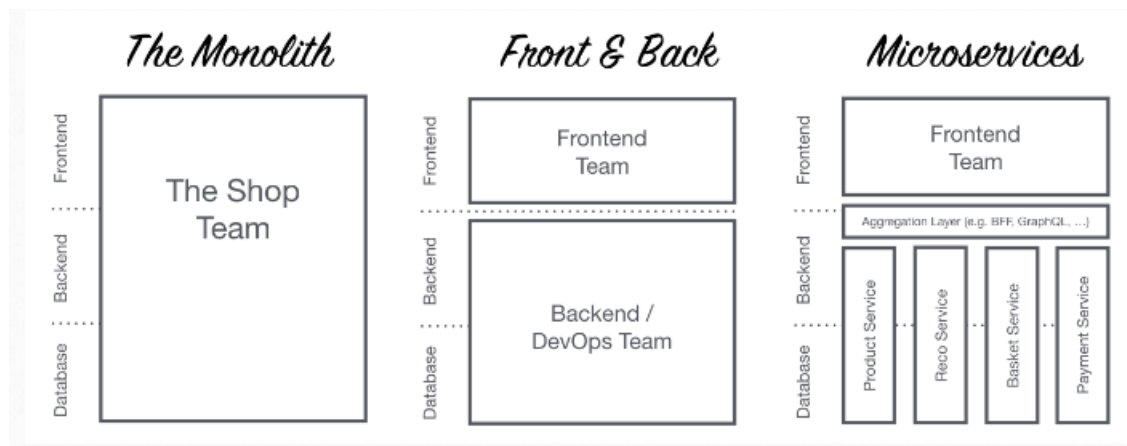 The Monolith
Frontend
Backend
Database
The Shop
Team
Front & Back
Frontend
Backend
Database
Frontend
Team
Backend /
DevOps Team
Microservices
Frontend
Backend
Database
Frontend
Team
Aggregation Layer (e.g. BFF, GraphQL, ...)
Product Service
Reco Service
Basket Service
Payment Service